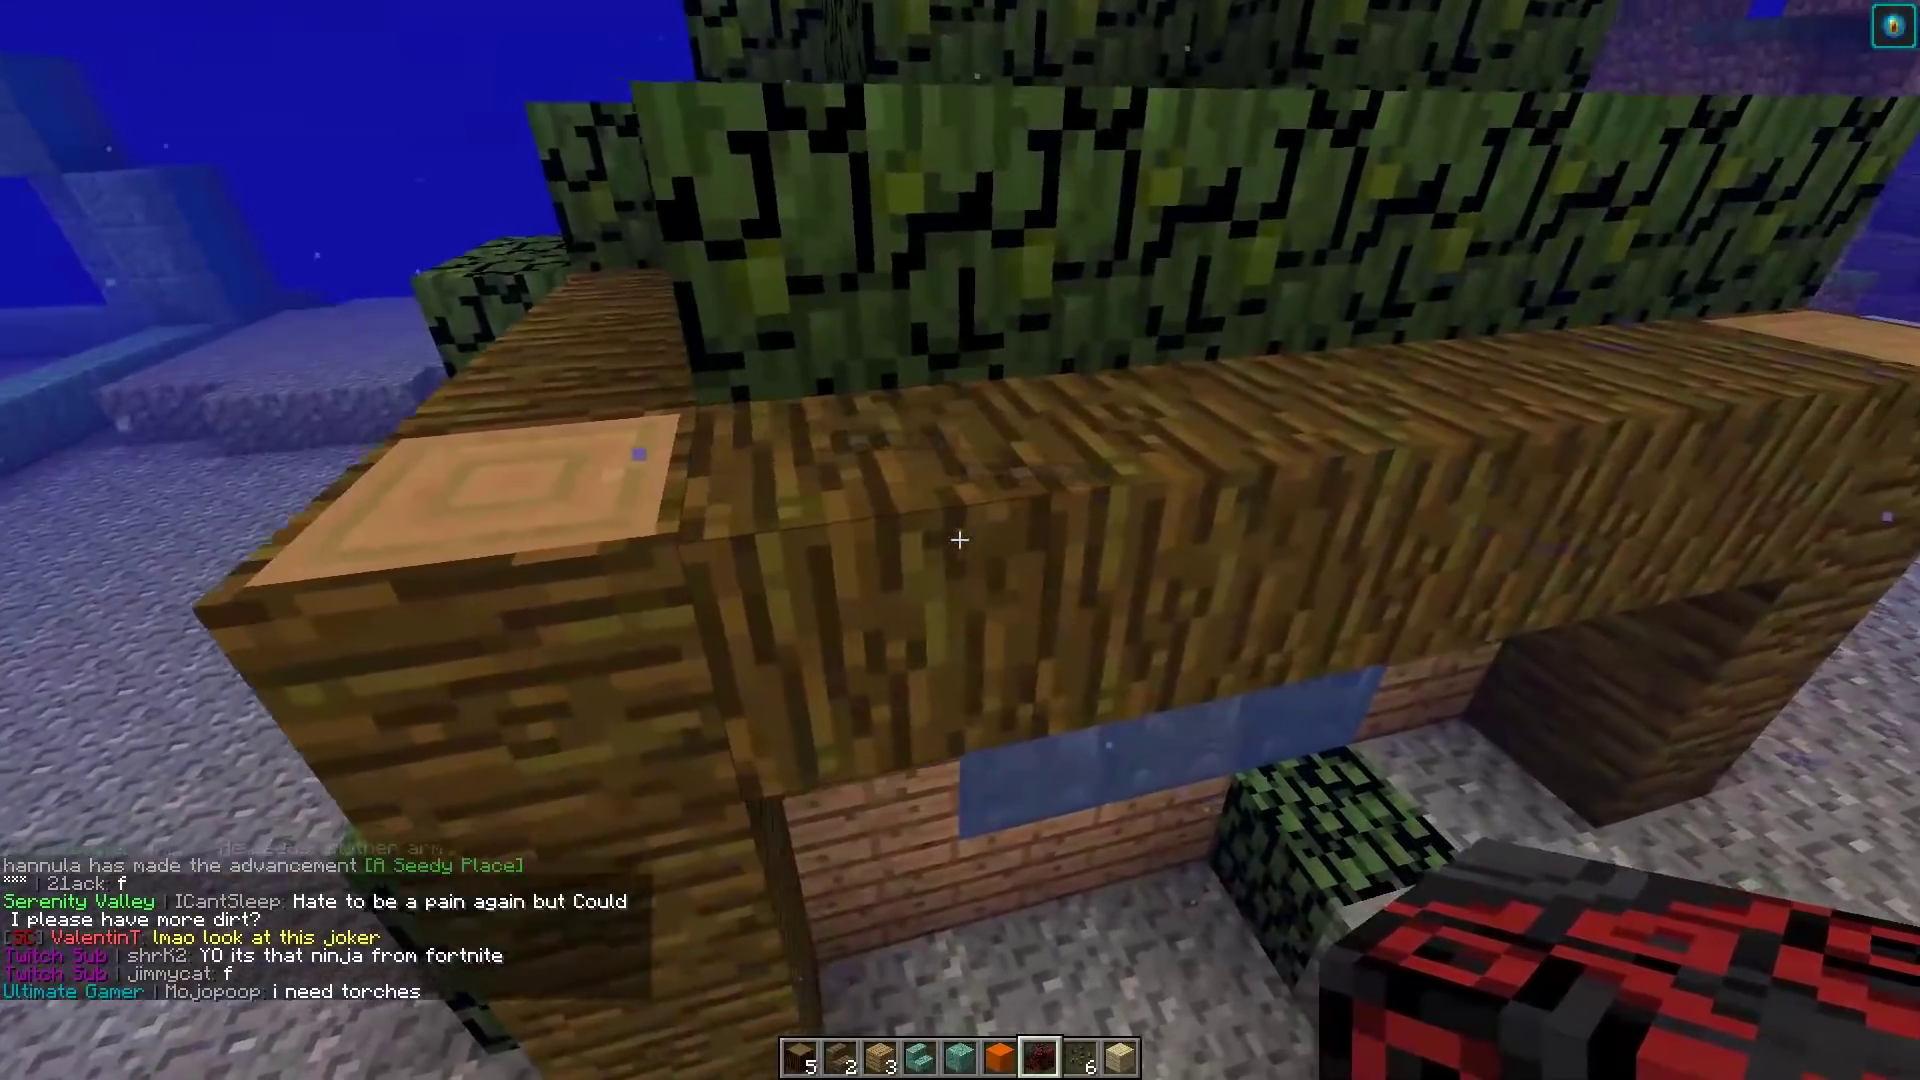 hannula has made the advancement [A Seedy Place]
*** | 21ack: f
Serenity Valley | ICantSleep: Hate to be a pain again but Could
I please have more dirt?
[SC] ValentinT: lmao look at this joker
Twitch Sub | shrK2: YO its that ninja from fortnite
Twitch Sub | jimmycat: f
Ultimate Gamer | Mojopoop: i need torches
5 2 3 6